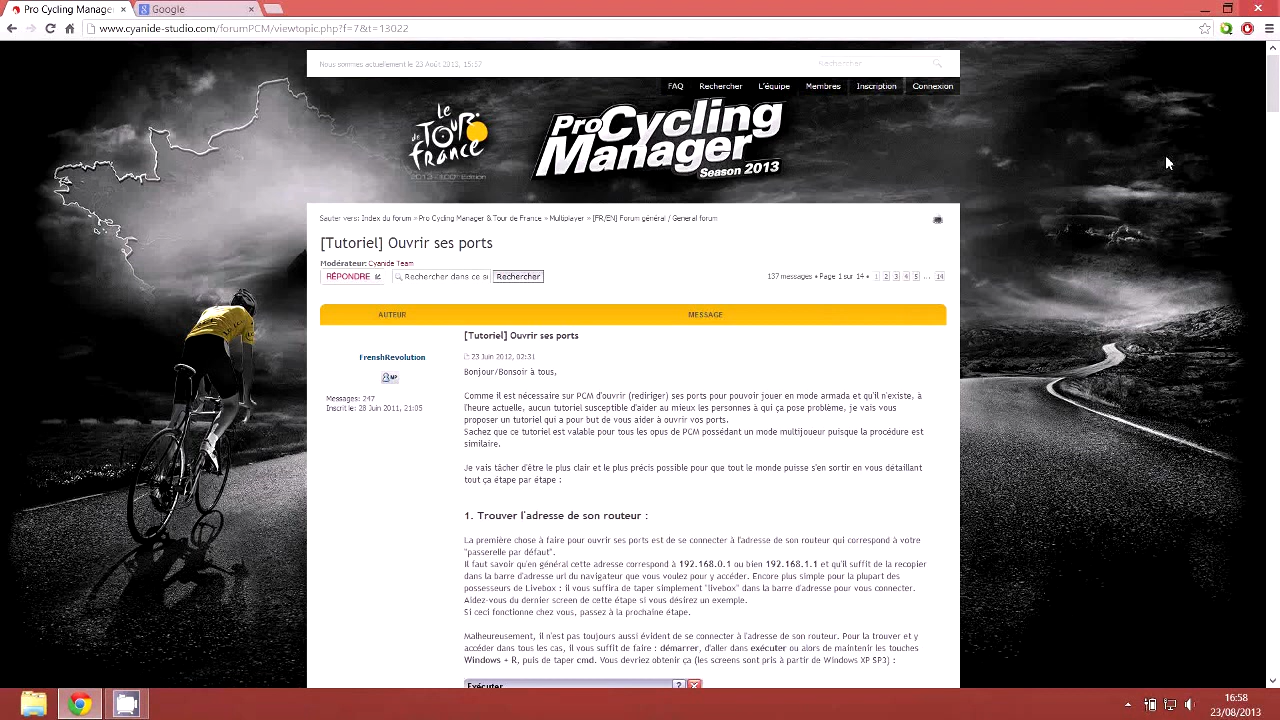 Pro Cycling Manager
Google
www.cyanide-studio.com/forumPCM/viewtopic.php?f=7&t=13022
Nous sommes actuellement le 23 Août 2013, 15:57
Rechercher
FAQ Rechercher L'équipe Membres Inscription Connexion
le TOUR de france
2013 - 100th Edition
Pro Cycling Manager
Season 2013
Sauter vers: Index du forum » Pro Cycling Manager & Tour de France » Multiplayer » [FR/EN] Forum général / General forum
[Tutoriel] Ouvrir ses ports
Modérateur: Cyanide Team
RÉPONDRE Rechercher dans ce su Rechercher
137 messages • Page 1 sur 14 • 1 2 3 4 5 ... 14
AUTEUR MESSAGE
[Tutoriel] Ouvrir ses ports
FrenshRevolution
23 Juin 2012, 02:31
MP
Messages: 247
Inscrit le: 28 Juin 2011, 21:05
Bonjour/Bonsoir à tous,
Comme il est nécessaire sur PCM d'ouvrir (rediriger) ses ports pour pouvoir jouer en mode armada et qu'il n'existe, à
l'heure actuelle, aucun tutoriel susceptible d'aider au mieux les personnes à qui ça pose problème, je vais vous
proposer un tutoriel qui a pour but de vous aider à ouvrir vos ports.
Sachez que ce tutoriel est valable pour tous les opus de PCM possédant un mode multijoueur puisque la procédure est
similaire.
Je vais tâcher d'être le plus clair et le plus précis possible pour que tout le monde puisse s'en sortir en vous détaillant
tout ça étape par étape :
1. Trouver l'adresse de son routeur :
La première chose à faire pour ouvrir ses ports est de se connecter à l'adresse de son routeur qui correspond à votre
"passerelle par défaut".
Il faut savoir qu'en général cette adresse correspond à 192.168.0.1 ou bien 192.168.1.1 et qu'il suffit de la recopier
dans la barre d'adresse url du navigateur que vous voulez pour y accéder. Encore plus simple pour la plupart des
possesseurs de Livebox : il vous suffira de taper simplement "livebox" dans la barre d'adresse pour vous connecter.
Aidez-vous du dernier screen de cette étape si vous désirez un exemple.
Si ceci fonctionne chez vous, passez à la prochaine étape.
Malheureusement, il n'est pas toujours aussi évident de se connecter à l'adresse de son routeur. Pour la trouver et y
accéder dans tous les cas, il vous suffit de faire : démarrer, d'aller dans exécuter ou alors de maintenir les touches
Windows + R, puis de taper cmd. Vous devriez obtenir ça (les screens sont pris à partir de Windows XP SP3) :
Exécuter
16:58
23/08/2013